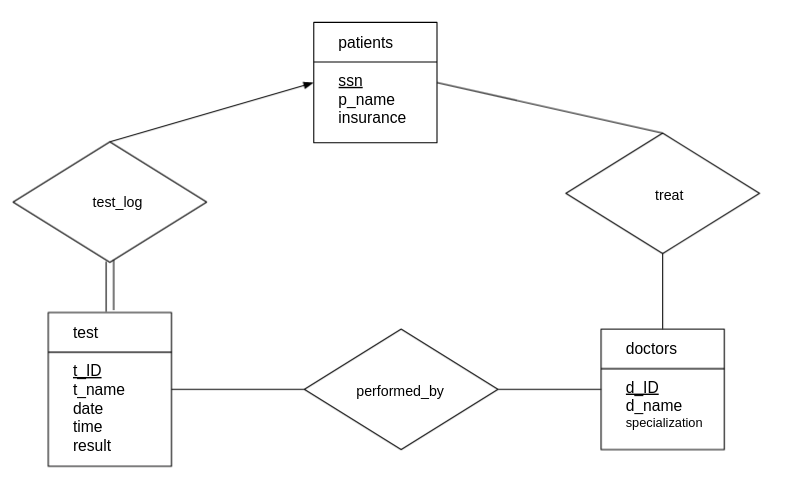 patients
ssn
p_name
insurance
test_log
treat
test
t_ID
t_name
date
time
result
performed_by
doctors
d_ID
d_name
specialization